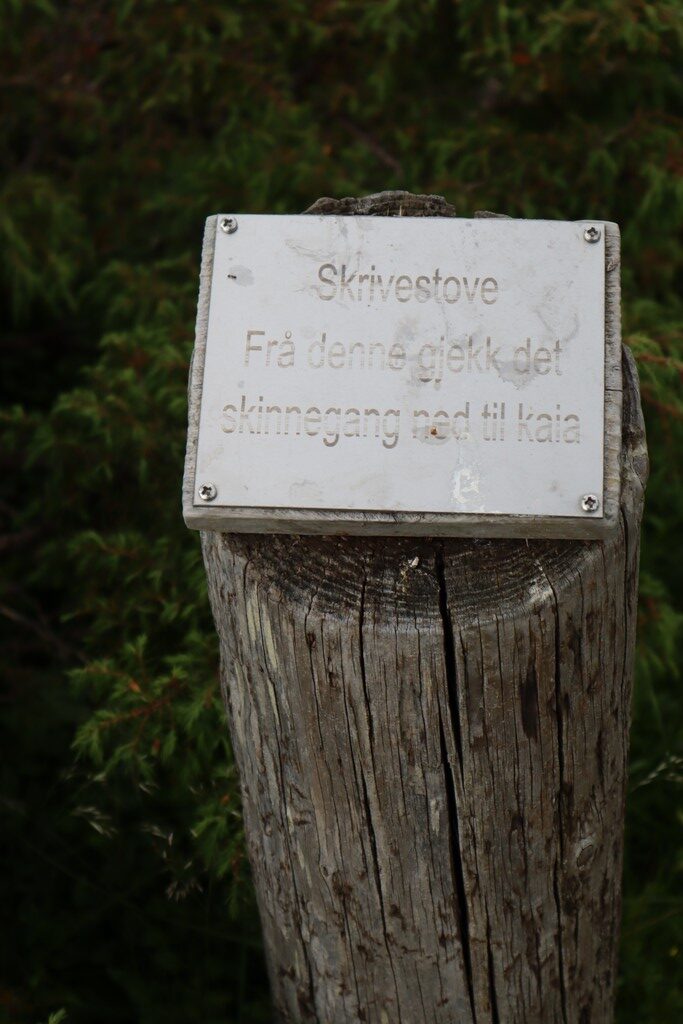 Skrivestove
Frå denne gjekk det
skinnegang ned til kaia